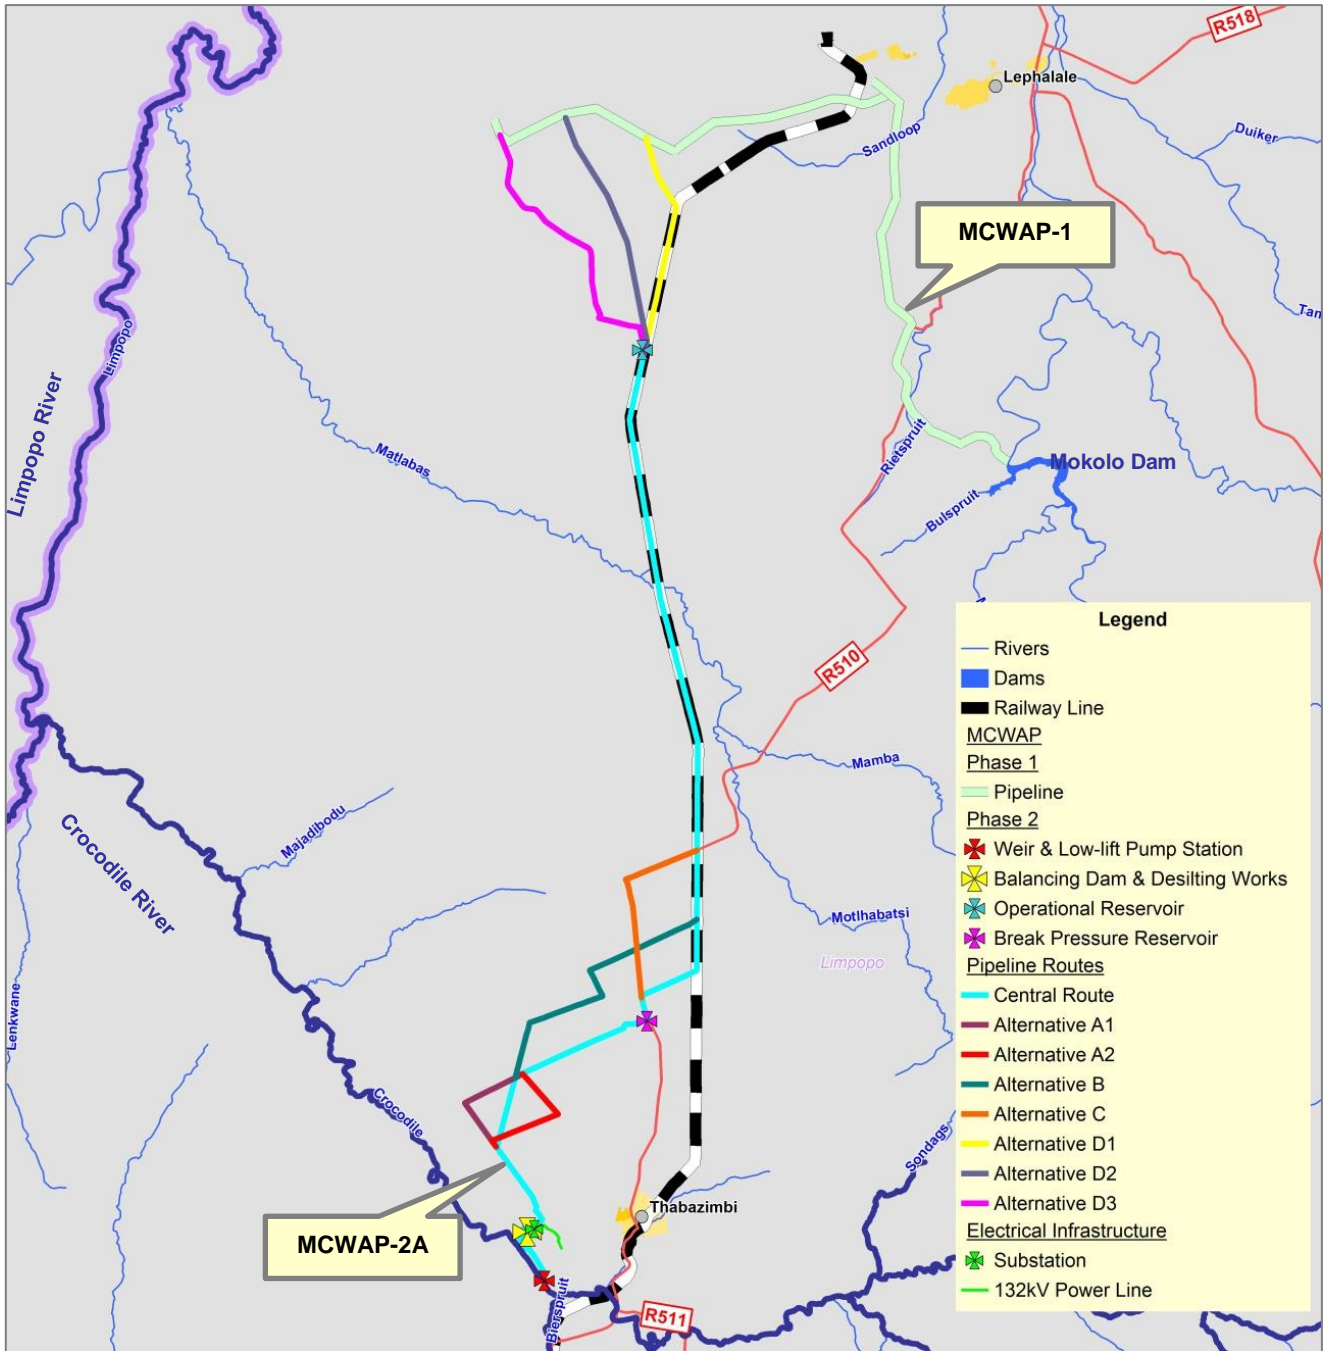 R518
Lephalale
Sandloop
Duiker
MCWAP-1
Tam
Limpopo
Limpopo River
Matlabas
Rietspruit
Mokolo Dam
Bulspruit
R510
Mamba
Majadibodu
Crocodile River
Motlhabatsi
Limpopo
Lenkwane
Crocodile
Sondags
Thabazimbi
MCWAP-2A
Bierspruit
R511
Legend
Rivers
Dams
Railway Line
MCWAP
Phase 1
Pipeline
Phase 2
Weir & Low-lift Pump Station
Balancing Dam & Desilting Works
Operational Reservoir
Break Pressure Reservoir
Pipeline Routes
Central Route
Alternative A1
Alternative A2
Alternative B
Alternative C
Alternative D1
Alternative D2
Alternative D3
Electrical Infrastructure
Substation
132kV Power Line